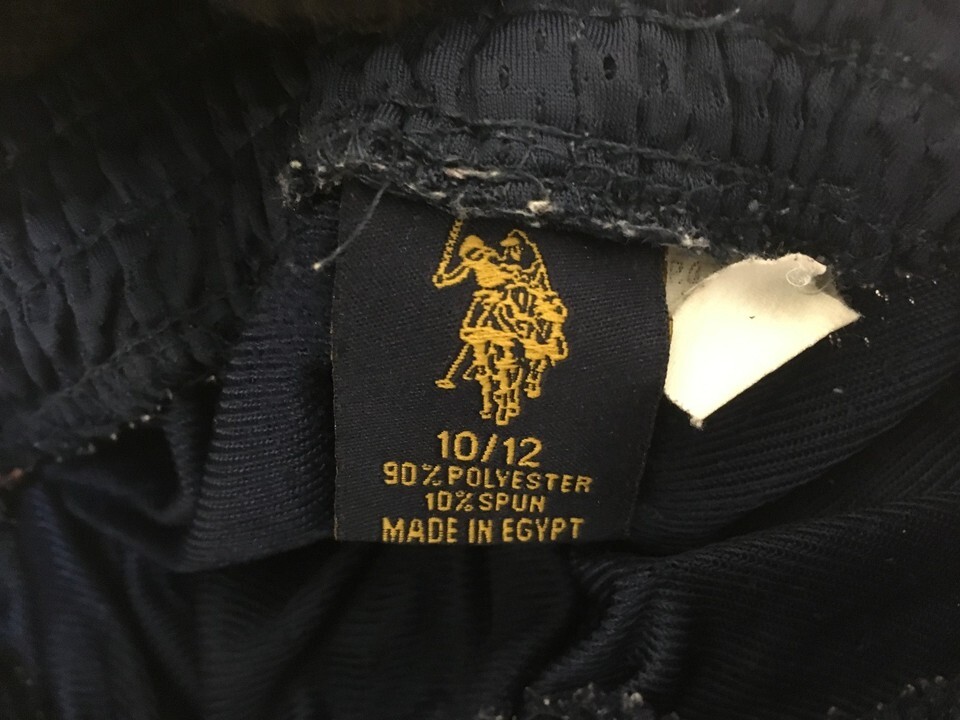 10/12
90% POLYESTER
10% SPUN
MADE IN EGYPT